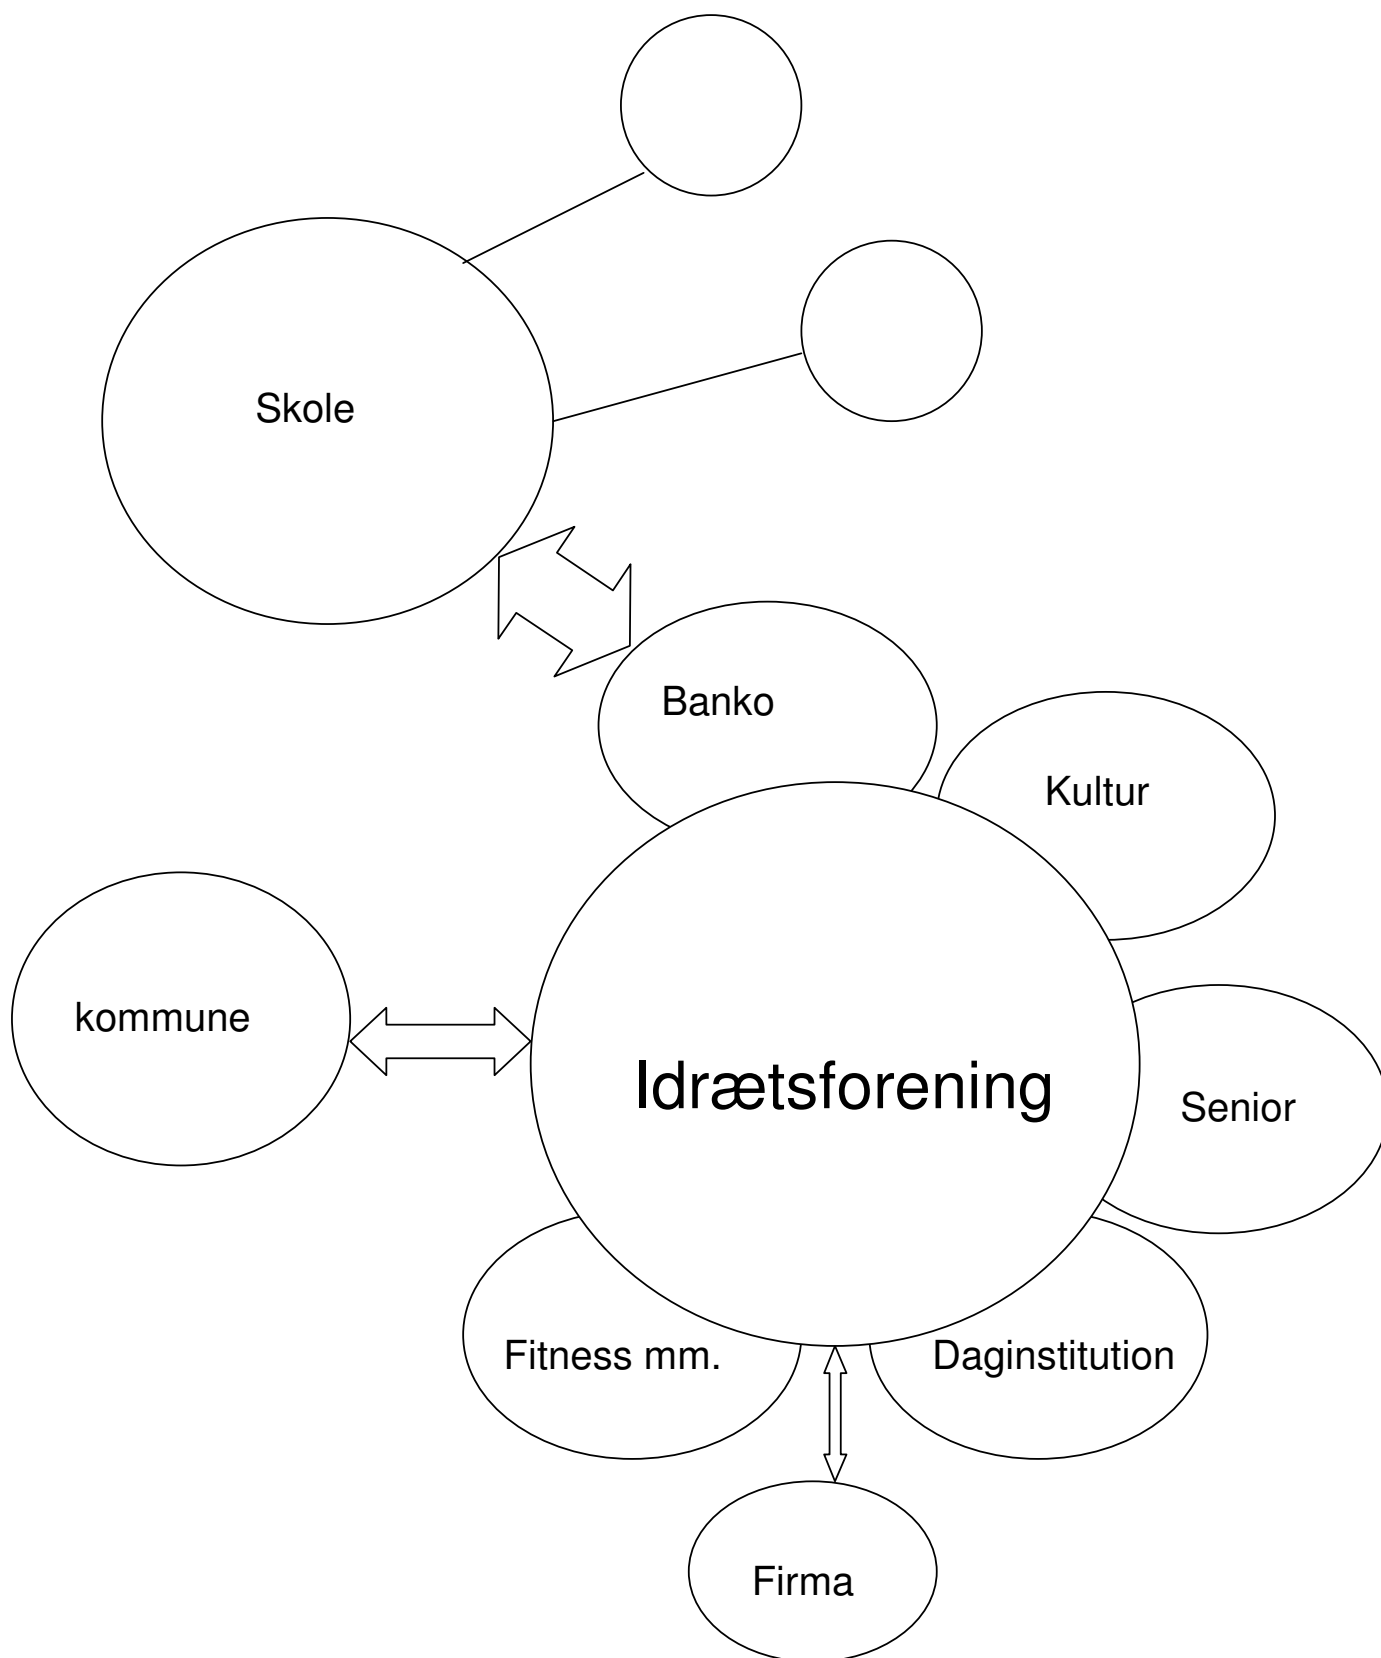 Skole
Banko
Kultur
kommune
Idrætsforening
Senior
Fitness mm.
Daginstitution
Firma